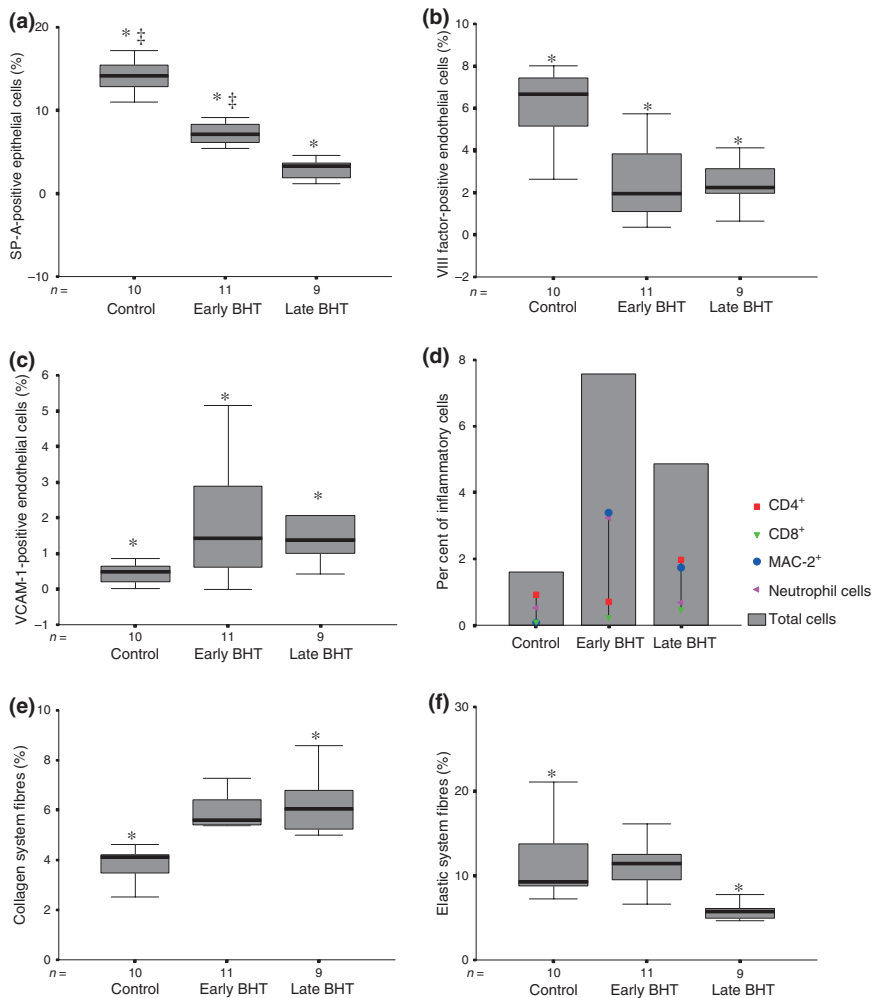 (a)
SP-A-positive epithelial cells (%)
20
10
0
–10
* ‡
* ‡
*
n = 10 11 9
Control Early BHT Late BHT
(b)
VIII factor-positive endothelial cells (%)
10
8
6
4
2
0
–2
*
*
*
n = 10 11 9
Control Early BHT Late BHT
(c)
VCAM-1-positive endothelial cells (%)
6
5
4
3
2
1
0
–1
*
*
*
n = 10 11 9
Control Early BHT Late BHT
(d)
Per cent of inflammatory cells
8
6
4
2
0
Control Early BHT Late BHT
CD4+
CD8+
MAC-2+
Neutrophil cells
Total cells
(e)
Collagen system fibres (%)
10
8
6
4
2
0
*
*
n = 10 11 9
Control Early BHT Late BHT
(f)
Elastic system fibres (%)
30
20
10
0
*
*
n = 10 11 9
Control Early BHT Late BHT